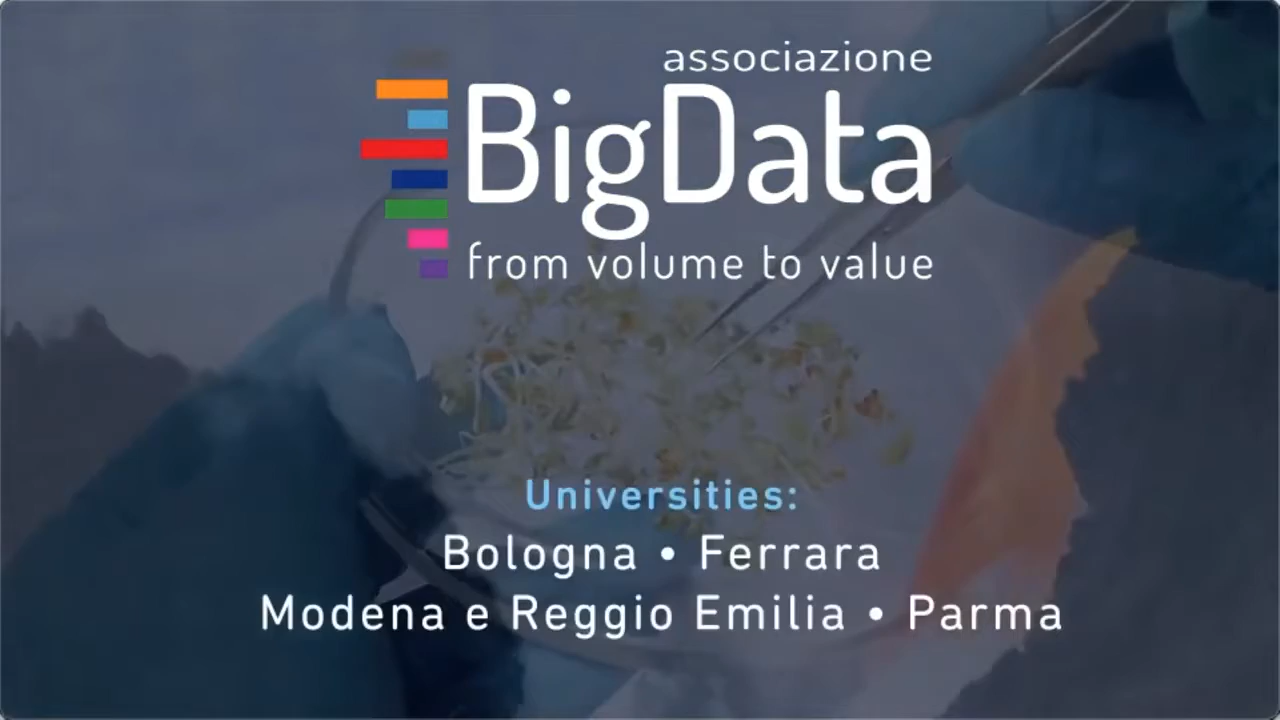 associazione
BigData
from volume to value
Universities:
Bologna • Ferrara
Modena e Reggio Emilia • Parma